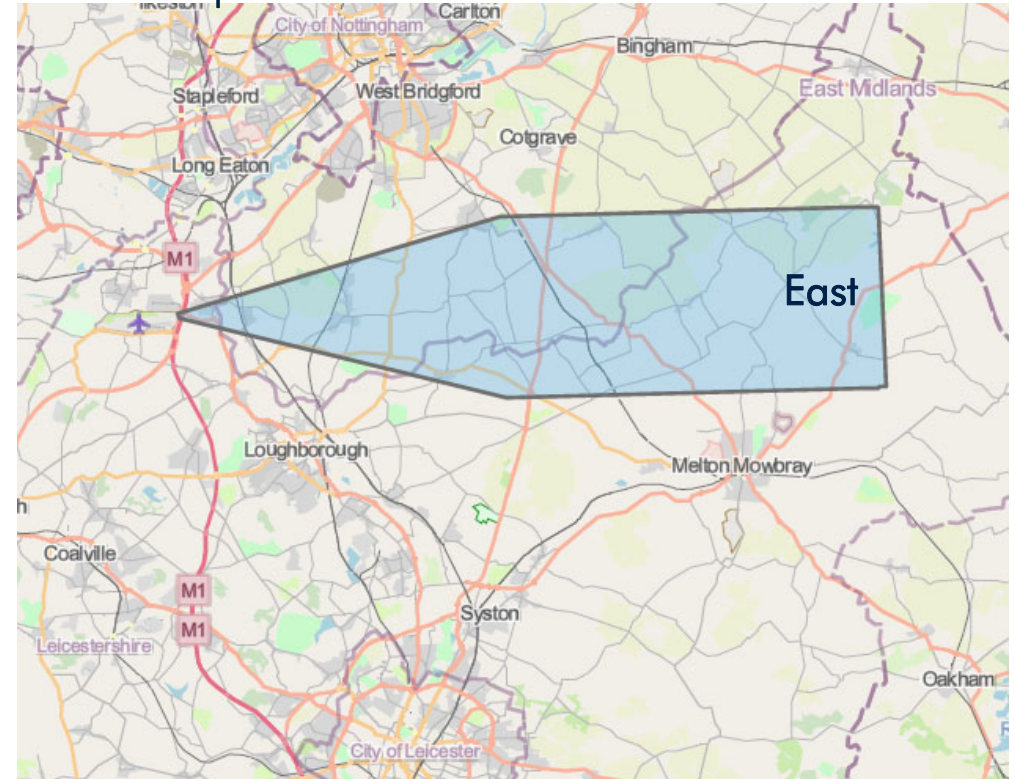 Ilkeston
Carlton
City of Nottingham
Bingham
Stapleford
West Bridgford
East Midlands
Cotgrave
Long Eaton
M1
East
Loughborough
Melton Mowbray
h
Coalville
M1
Syston
M1
Leicestershire
Oakham
R
City of Leicester